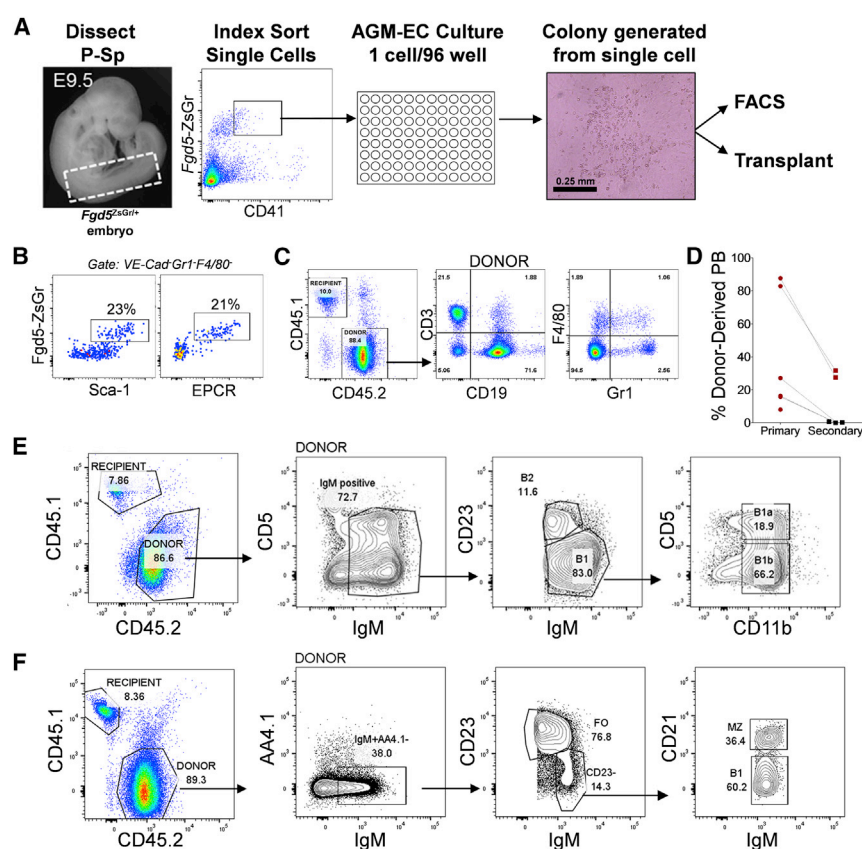 A
Dissect
P-Sp
Index Sort
Single Cells
AGM-EC Culture
1 cell/96 well
Colony generated
from single cell
E9.5
Fgd5-ZsGr
CD41
0.25 mm
FACS
Transplant
Fgd5ZsGr/+
embryo
B
Gate: VE-Cad-Gr1-F4/80-
23%
21%
Fgd5-ZsGr
Sca-1
EPCR
C
DONOR
CD45.1
RECIPIENT
10.0
DONOR
88.4
CD45.2
CD3
21.5
1.88
5.06
71.6
CD19
F4/80
1.89
1.06
94.5
2.56
Gr1
D
% Donor-Derived PB
100
80
60
40
20
0
Primary
Secondary
E
CD45.1
RECIPIENT
7.86
DONOR
86.6
CD45.2
DONOR
CD5
IgM positive
72.7
IgM
CD23
B2
11.6
B1
83.0
IgM
CD5
B1a
18.9
B1b
66.2
CD11b
F
CD45.1
RECIPIENT
8.36
DONOR
89.3
CD45.2
DONOR
AA4.1
IgM+AA4.1-
38.0
IgM
CD23
FO
76.8
CD23-
14.3
IgM
CD21
MZ
36.4
B1
60.2
IgM